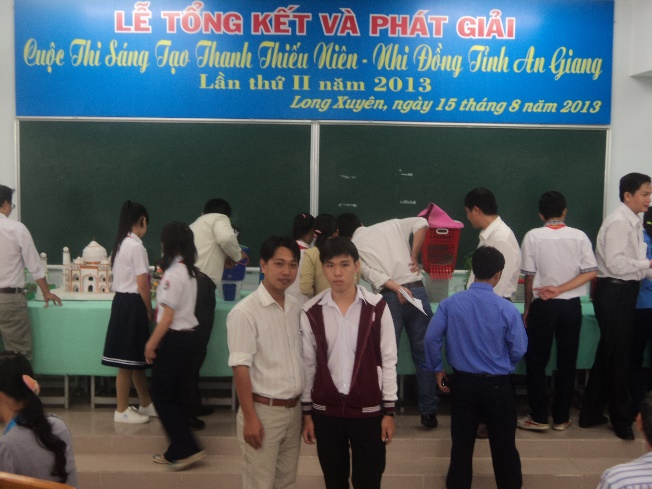 LỄ TỔNG KẾT VÀ PHÁT GIẢI
Cuộc Thi Sáng Tạo Thanh Thiếu Niên - Nhi Đồng Tỉnh An Giang
Lần thứ II năm 2013
Long Xuyên, ngày 15 tháng 8 năm 2013